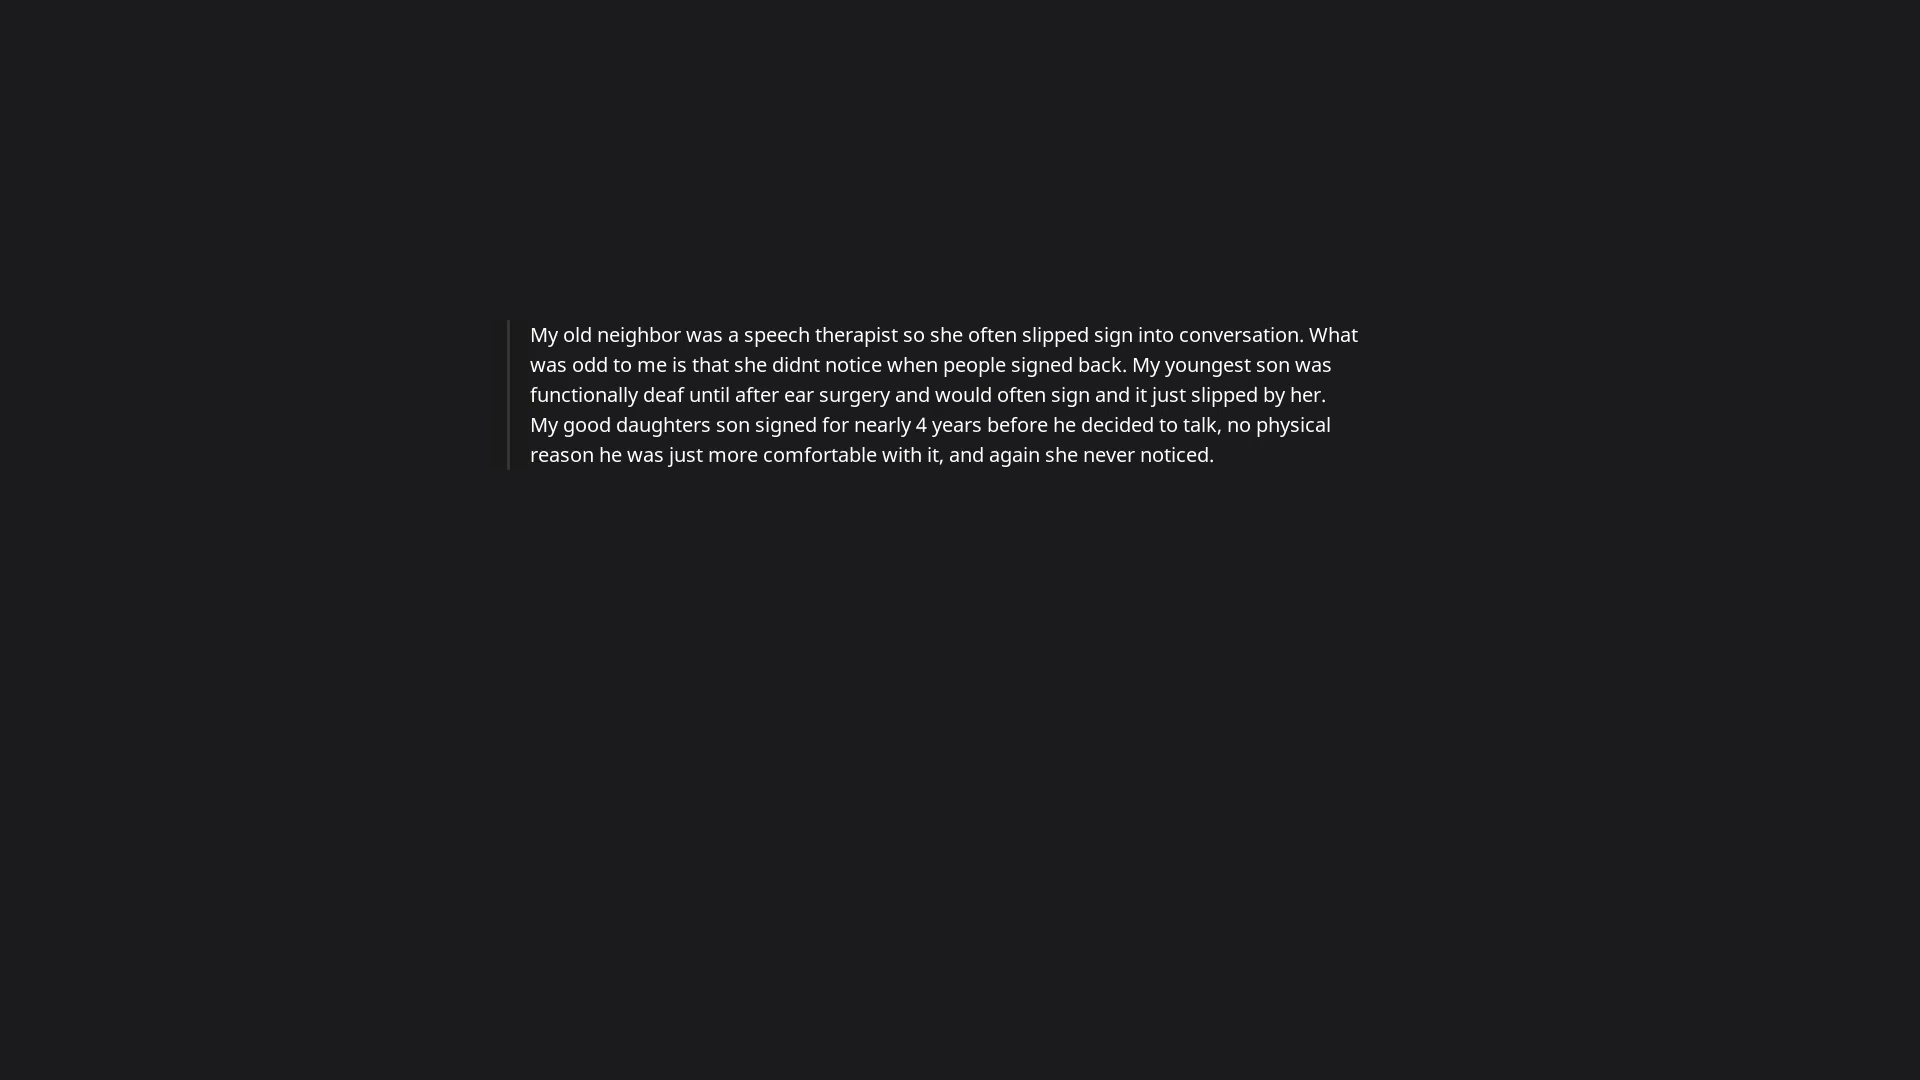 My old neighbor was a speech therapist so she often slipped sign into conversation. What
was odd to me is that she didnt notice when people signed back. My youngest son was
functionally deaf until after ear surgery and would often sign and it just slipped by her.
My good daughters son signed for nearly 4 years before he decided to talk, no physical
reason he was just more comfortable with it, and again she never noticed.